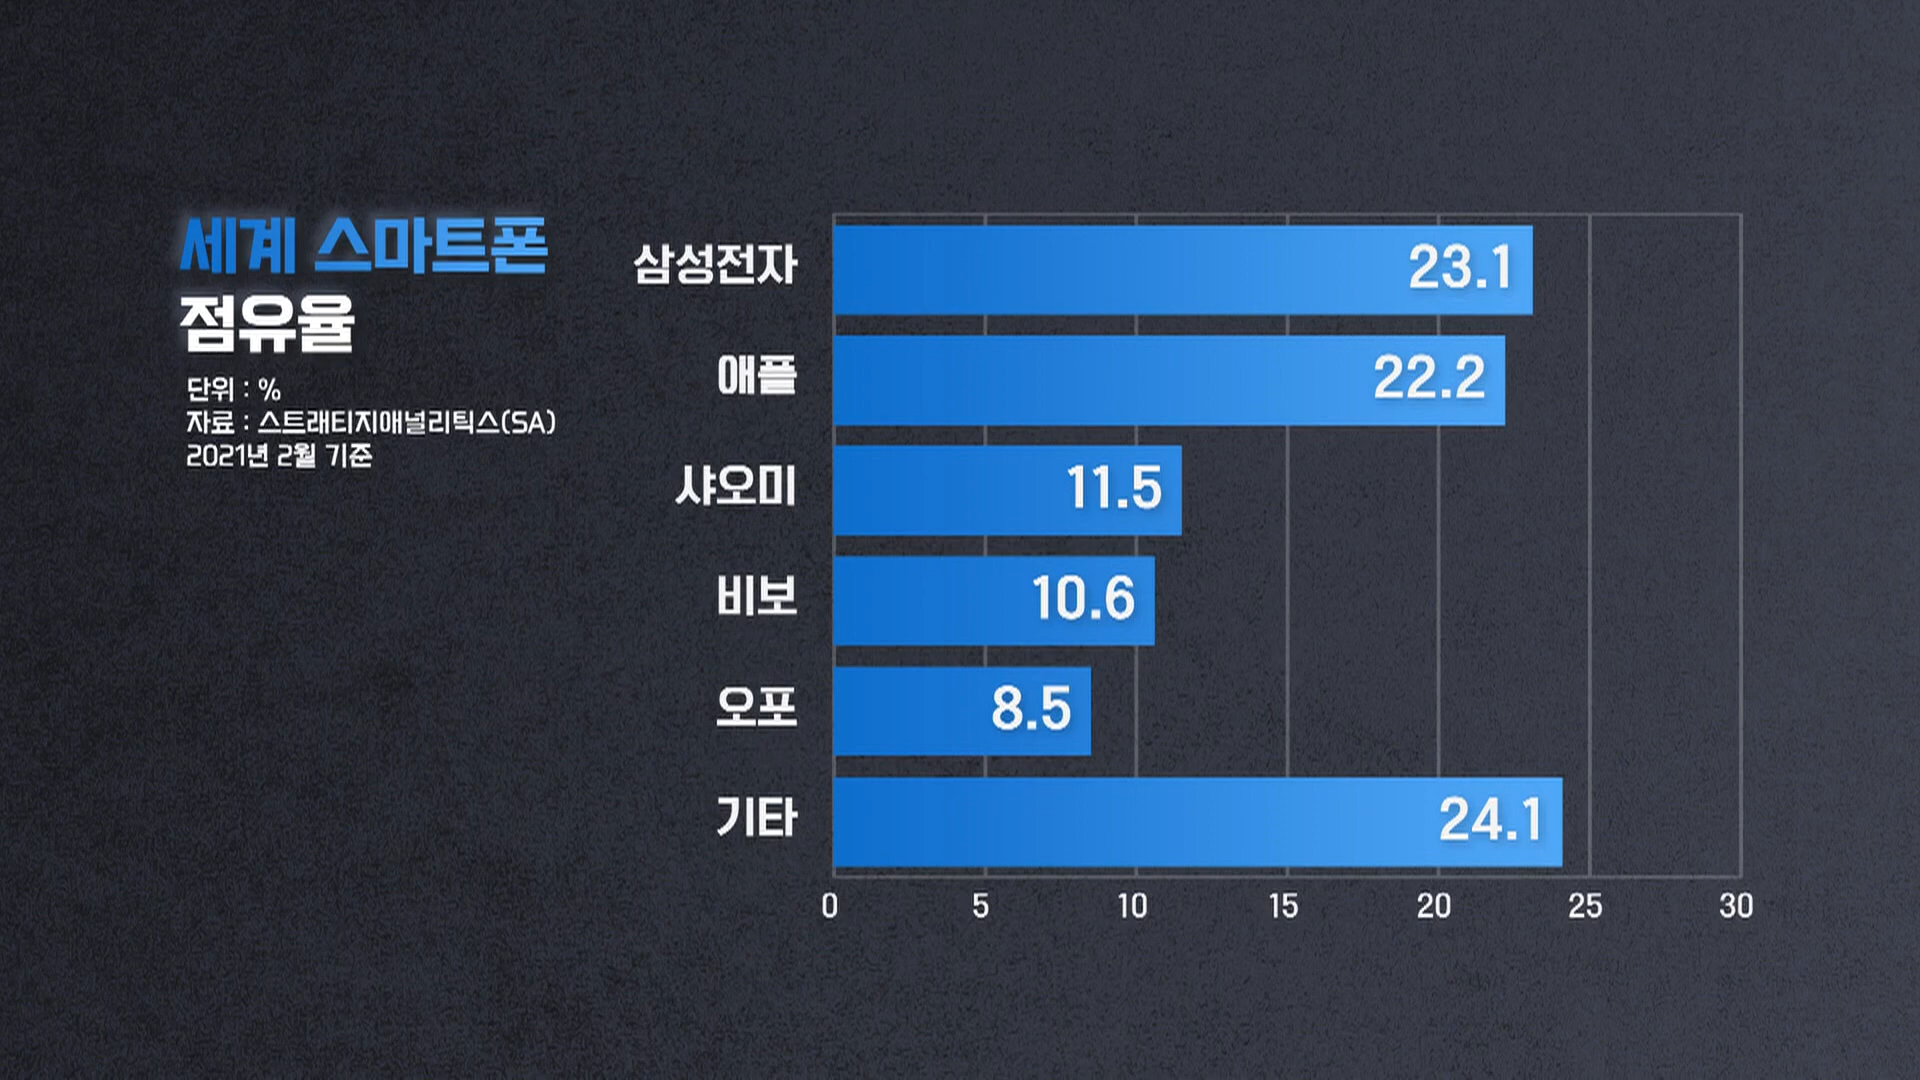 세계 스마트폰
점유율
단위 : %
자료 : 스트래티지애널리틱스(SA)
2021년 2월 기준
삼성전자 23.1
애플 22.2
샤오미 11.5
비보 10.6
오포 8.5
기타 24.1
0 5 10 15 20 25 30